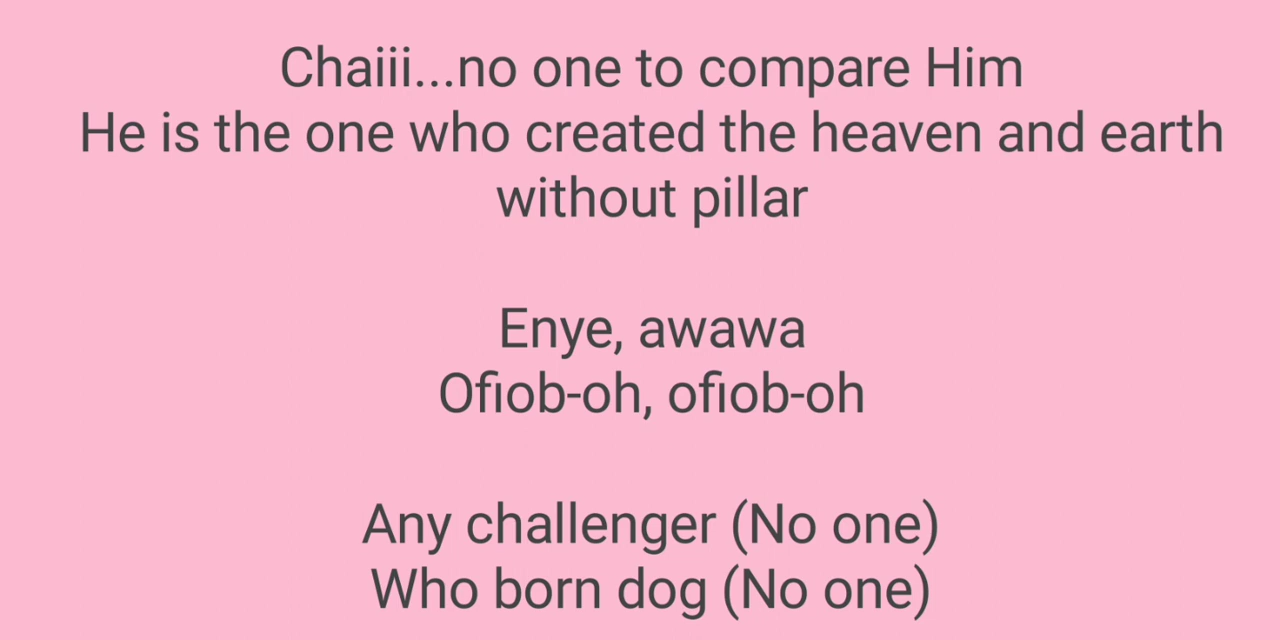 Chaiii...no one to compare Him
He is the one who created the heaven and earth
without pillar
Enye, awawa
Ofiob-oh, ofiob-oh
Any challenger (No one)
Who born dog (No one)